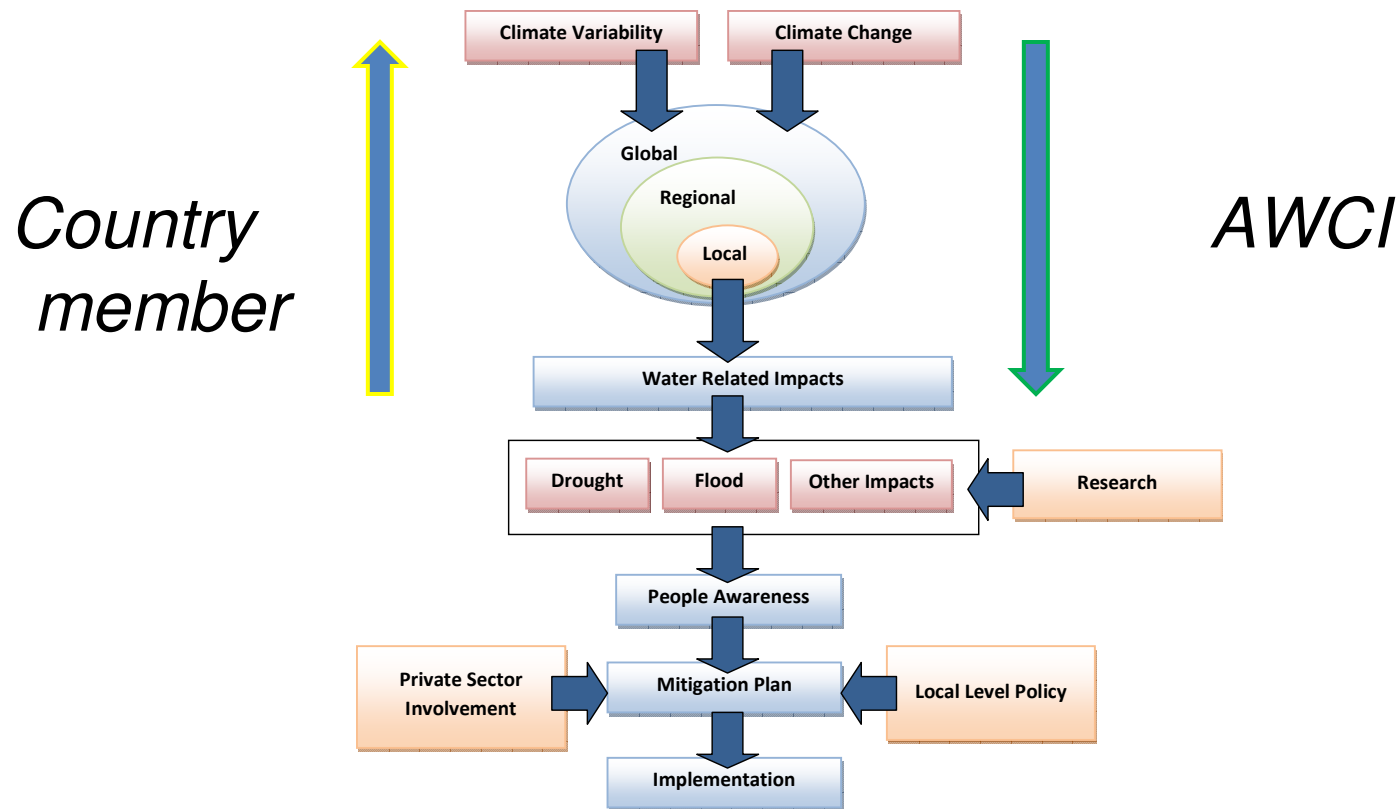 Climate Variability
Climate Change
Global
Regional
Local
Country
member
AWCI
Water Related Impacts
Drought
Flood
Other Impacts
Research
People Awareness
Private Sector
Involvement
Mitigation Plan
Local Level Policy
Implementation